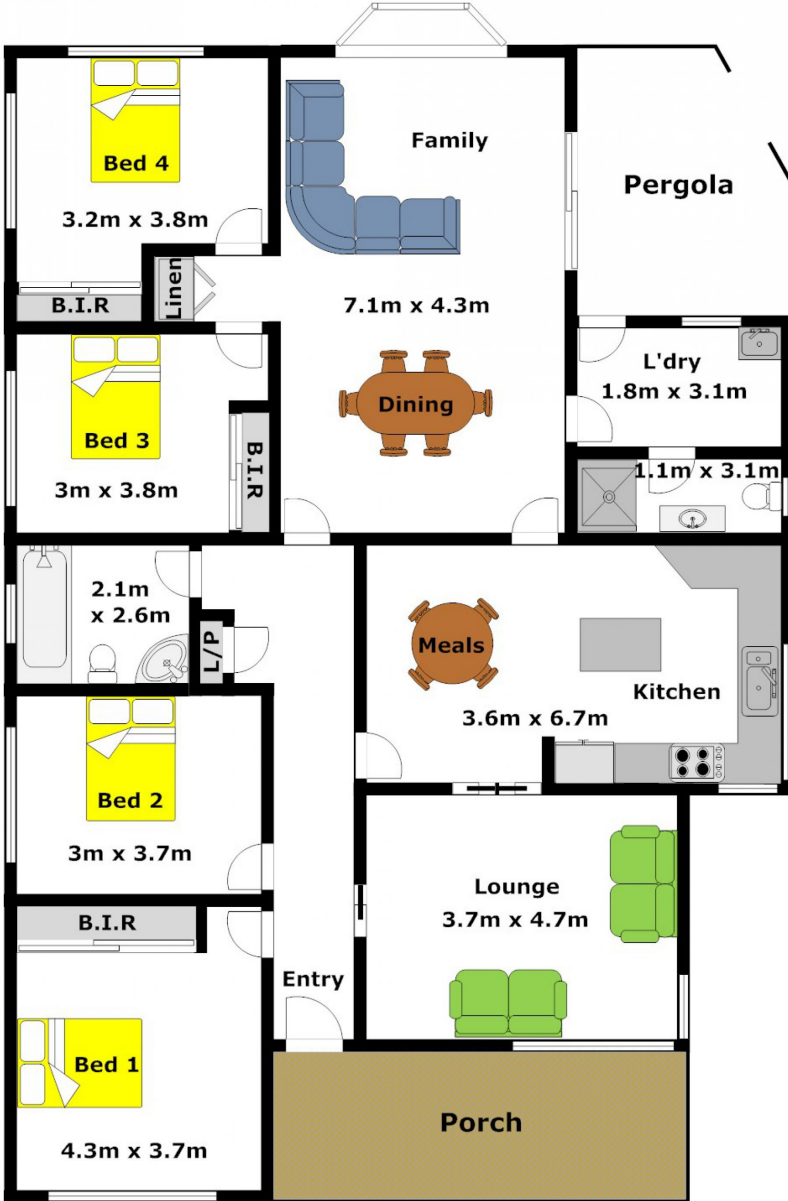 Bed 4
3.2m x 3.8m
B.I.R
Linen
Family
7.1m x 4.3m
Dining
Pergola
L'dry
1.8m x 3.1m
1.1m x 3.1m
Bed 3
3m x 3.8m
B.I.R
2.1m
x 2.6m
L/P
Meals
Kitchen
3.6m x 6.7m
Bed 2
3m x 3.7m
B.I.R
Lounge
3.7m x 4.7m
Entry
Bed 1
4.3m x 3.7m
Porch